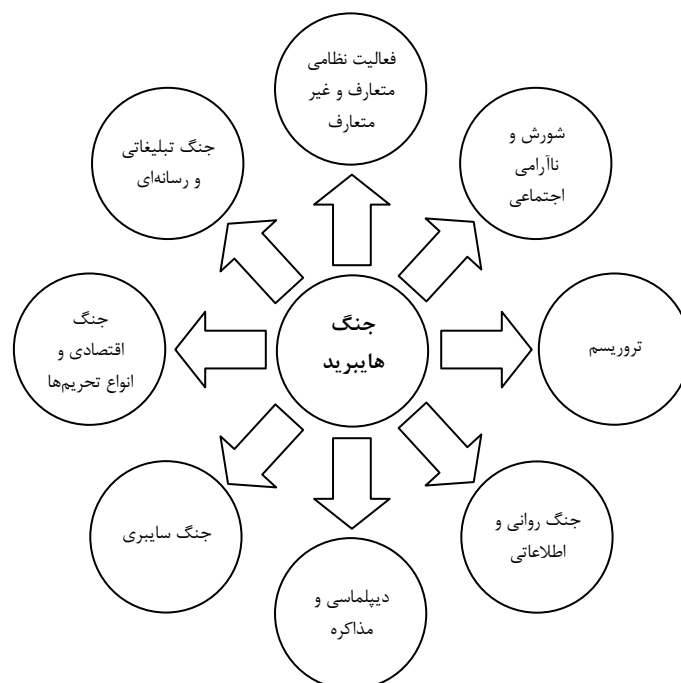 فعالیت نظامی
متعارف و غیر
متعارف
شورش و
ناآرامی
اجتماعی
جنگ تبلیغاتی
و رسانه‌ای
جنگ
هایبرید
تروریسم
جنگ
اقتصادی و
انواع تحریم‌ها
جنگ روانی و
اطلاعاتی
جنگ سایبری
دیپلماسی و
مذاکره